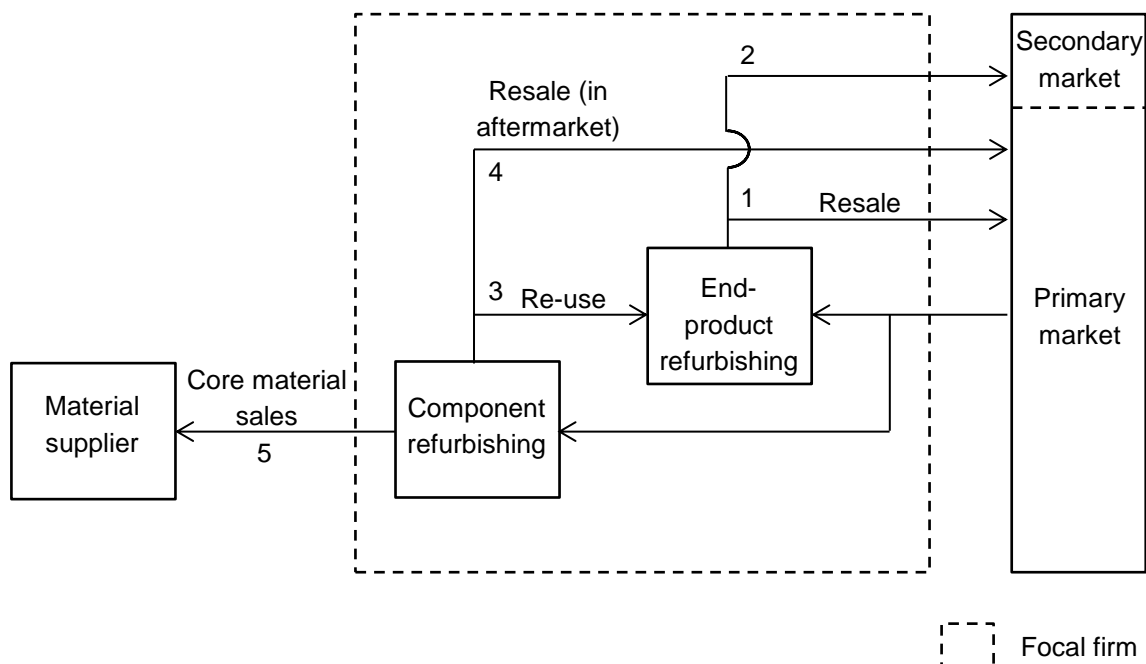 Secondary
market
2
Resale (in
aftermarket)
4
1
Resale
3
Re-use
End-
product
refurbishing
Primary
market
Core material
sales
5
Material
supplier
Component
refurbishing
Focal firm